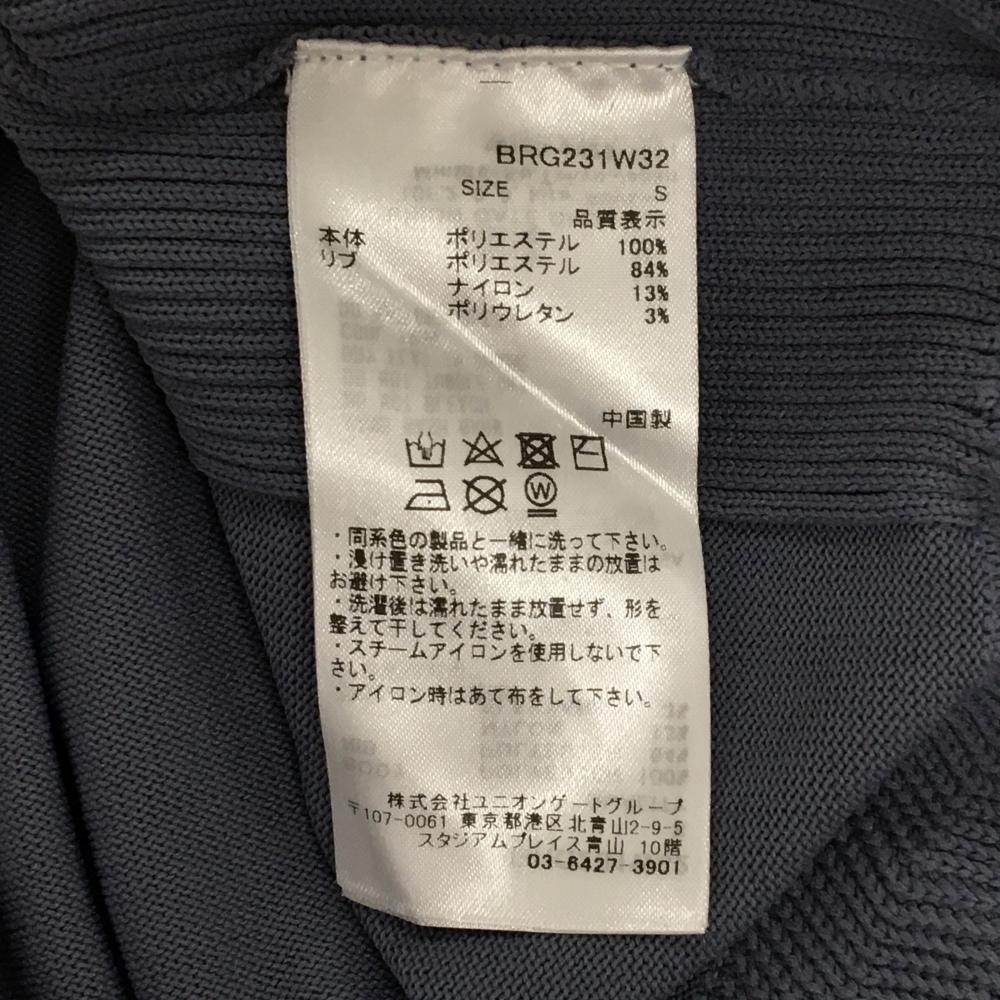 BRG231W32
SIZE S
品質表示
本体 ポリエステル 100%
リブ ポリエステル 84%
ナイロン 13%
ポリウレタン 3%
中国製
W
・同系色の製品と一緒に洗って下さい。
・浸け置き洗いや濡れたままの放置は
お避け下さい。
・洗濯後は濡れたまま放置せず、形を
整えて干してください。
・スチームアイロンを使用しないで下
さい。
・アイロン時はあて布をして下さい。
株式会社ユニオンゲートグループ
〒107-0061 東京都港区北青山2-9-5
スタジアムプレイス青山 10階
03-6427-3901